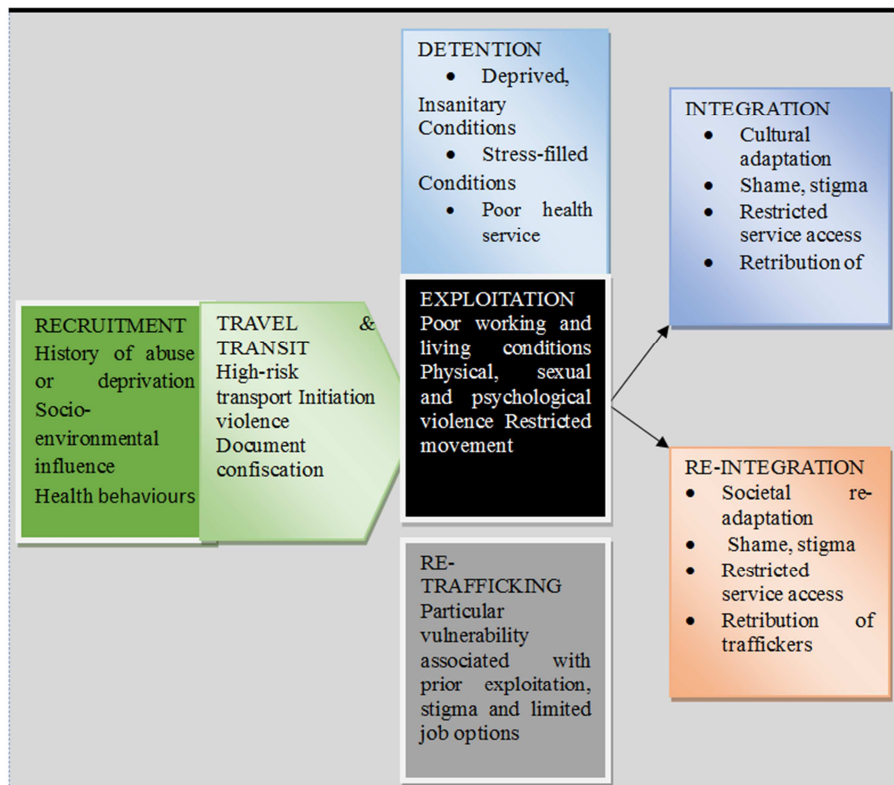 DETENTION
• Deprived,
Insanitary
Conditions
• Stress-filled
Conditions
• Poor health
service
INTEGRATION
• Cultural
adaptation
• Shame, stigma
• Restricted
service access
• Retribution of
RECRUITMENT
History of abuse
or deprivation
Socio-
environmental
influence
Health behaviours
TRAVEL &
TRANSIT
High-risk
transport Initiation
violence
Document
confiscation
EXPLOITATION
Poor working and
living conditions
Physical, sexual
and psychological
violence Restricted
movement
RE-INTEGRATION
• Societal re-
adaptation
• Shame, stigma
• Restricted
service access
• Retribution of
traffickers
RE-
TRAFFICKING
Particular
vulnerability
associated with
prior exploitation,
stigma and limited
job options